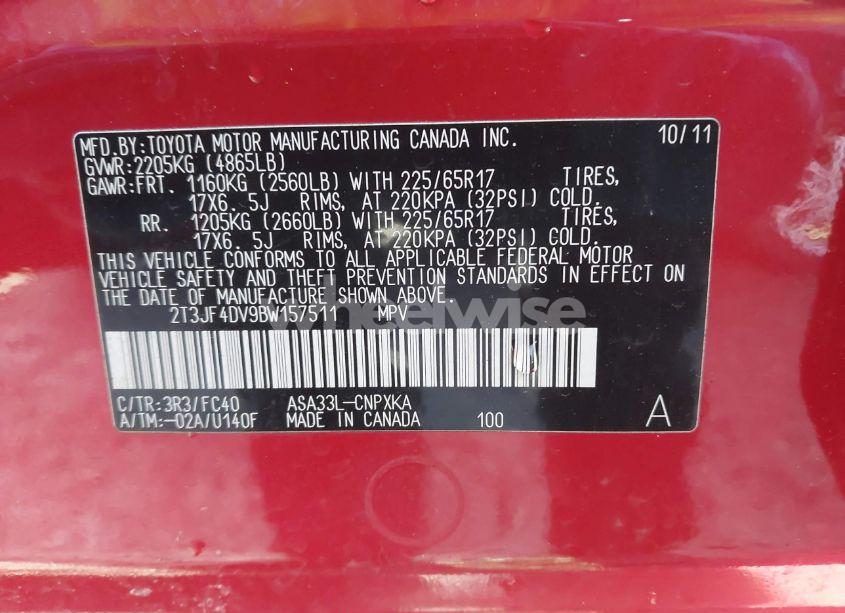 MFD.BY:TOYOTA MOTOR MANUFACTURING CANADA INC. 10/11
GVWR:2205KG (4865LB)
GAWR:FRT. 1160KG (2560LB) WITH 225/65R17 TIRES,
17X6.5J RIMS, AT 220KPA (32PSI) COLD.
RR. 1205KG (2660LB) WITH 225/65R17 TIRES,
17X6.5J RIMS, AT 220KPA (32PSI) COLD.
THIS VEHICLE CONFORMS TO ALL APPLICABLE FEDERAL MOTOR
VEHICLE SAFETY AND THEFT PREVENTION STANDARDS IN EFFECT ON
THE DATE OF MANUFACTURE SHOWN ABOVE.
2T3JF4DV9BW157511 MPV
wheelwise
C/TR:3R3/FC40 ASA33L-CNPXKA
A/TM:-02A/U140F MADE IN CANADA 100 A